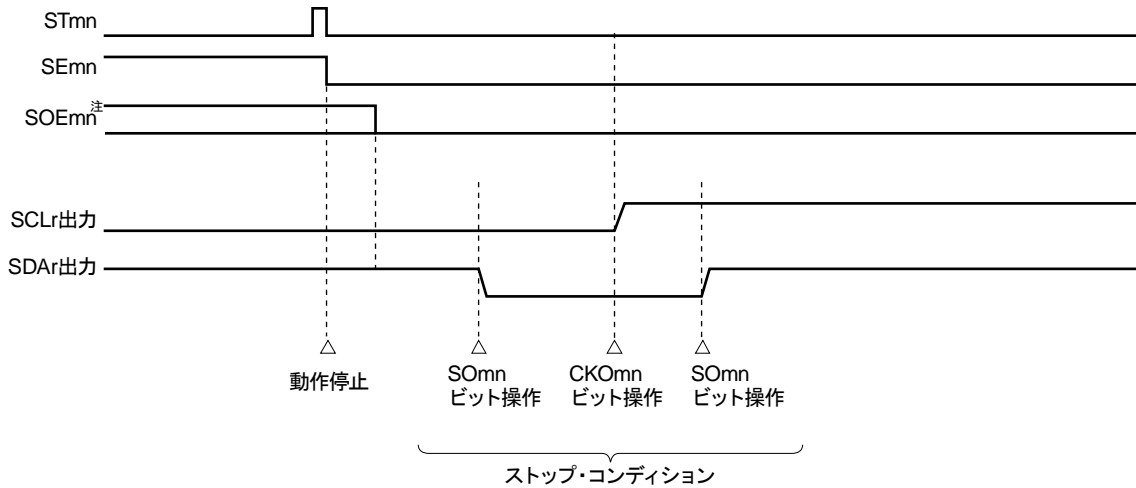 STmn
SEmn
SOEmn注
SCLr出力
SDAr出力
動作停止
SOmn
ビット操作
CKOmn
ビット操作
SOmn
ビット操作
ストップ・コンディション